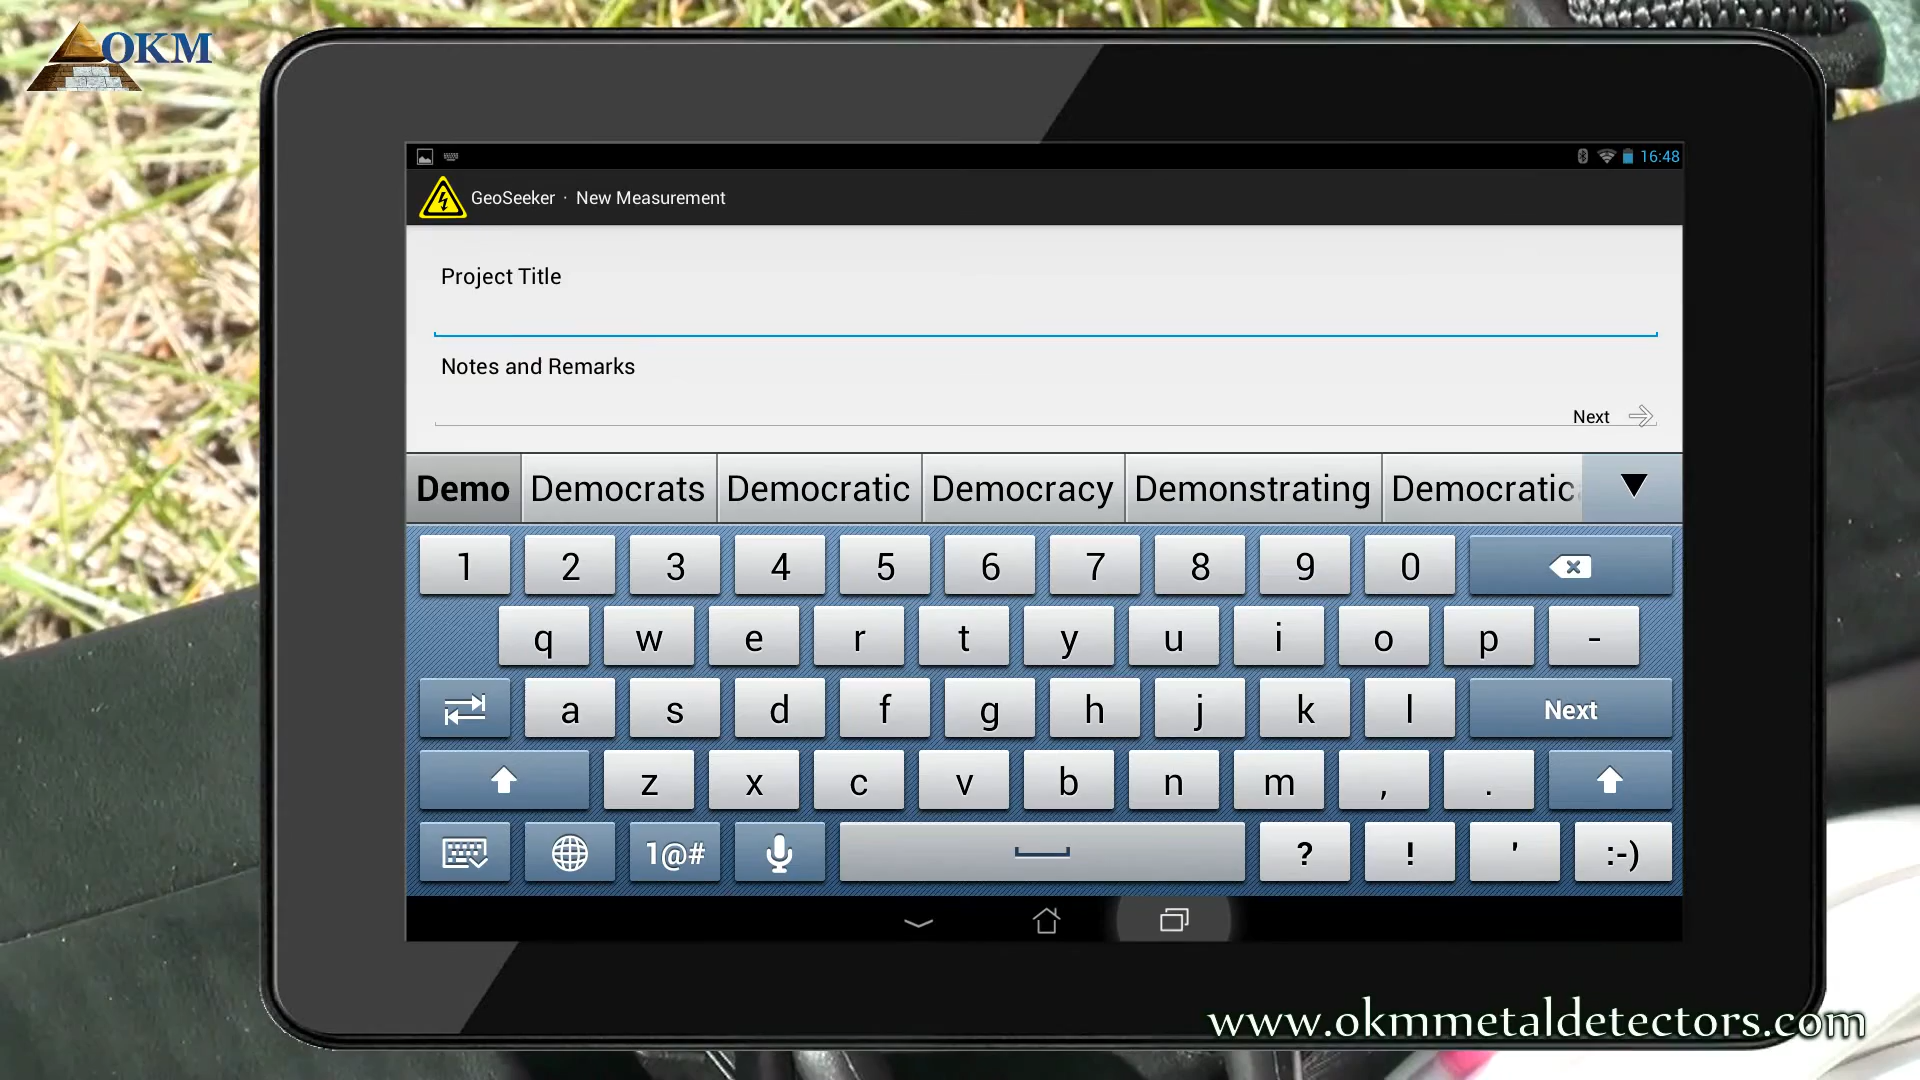 OKM
16:48
GeoSeeker · New Measurement
Project Title
Notes and Remarks
Next
Demo Democrats Democratic Democracy Demonstrating Democratic
1 2 3 4 5 6 7 8 9 0
q w e r t y u i o p -
a s d f g h j k l Next
z x c v b n m , .
1@# ? ! ' :-)
www.okmmetaldetectors.com